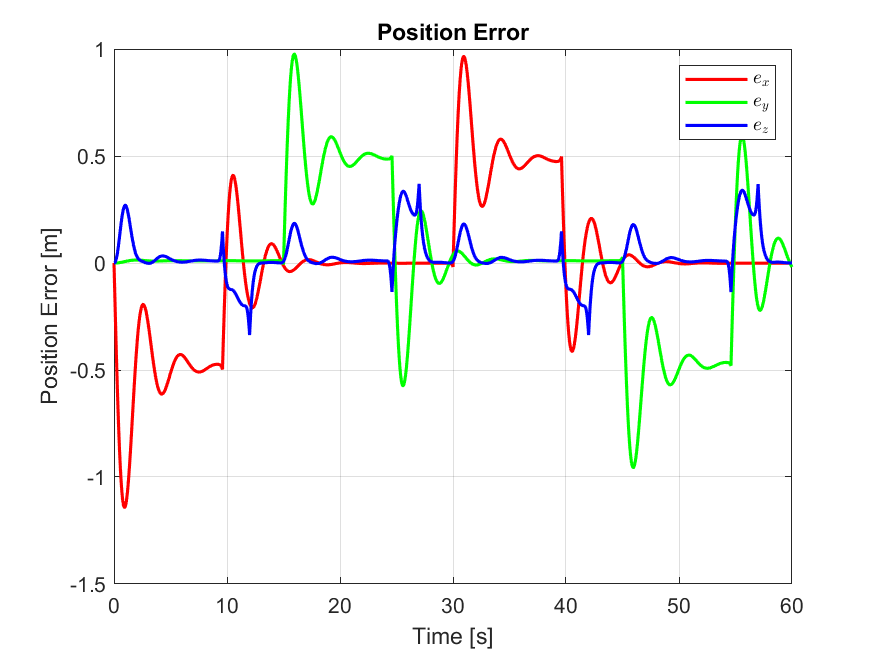 Position Error
1
0.5
0
-0.5
-1
-1.5
Position Error [m]
e_x
e_y
e_z
0 10 20 30 40 50 60
Time [s]